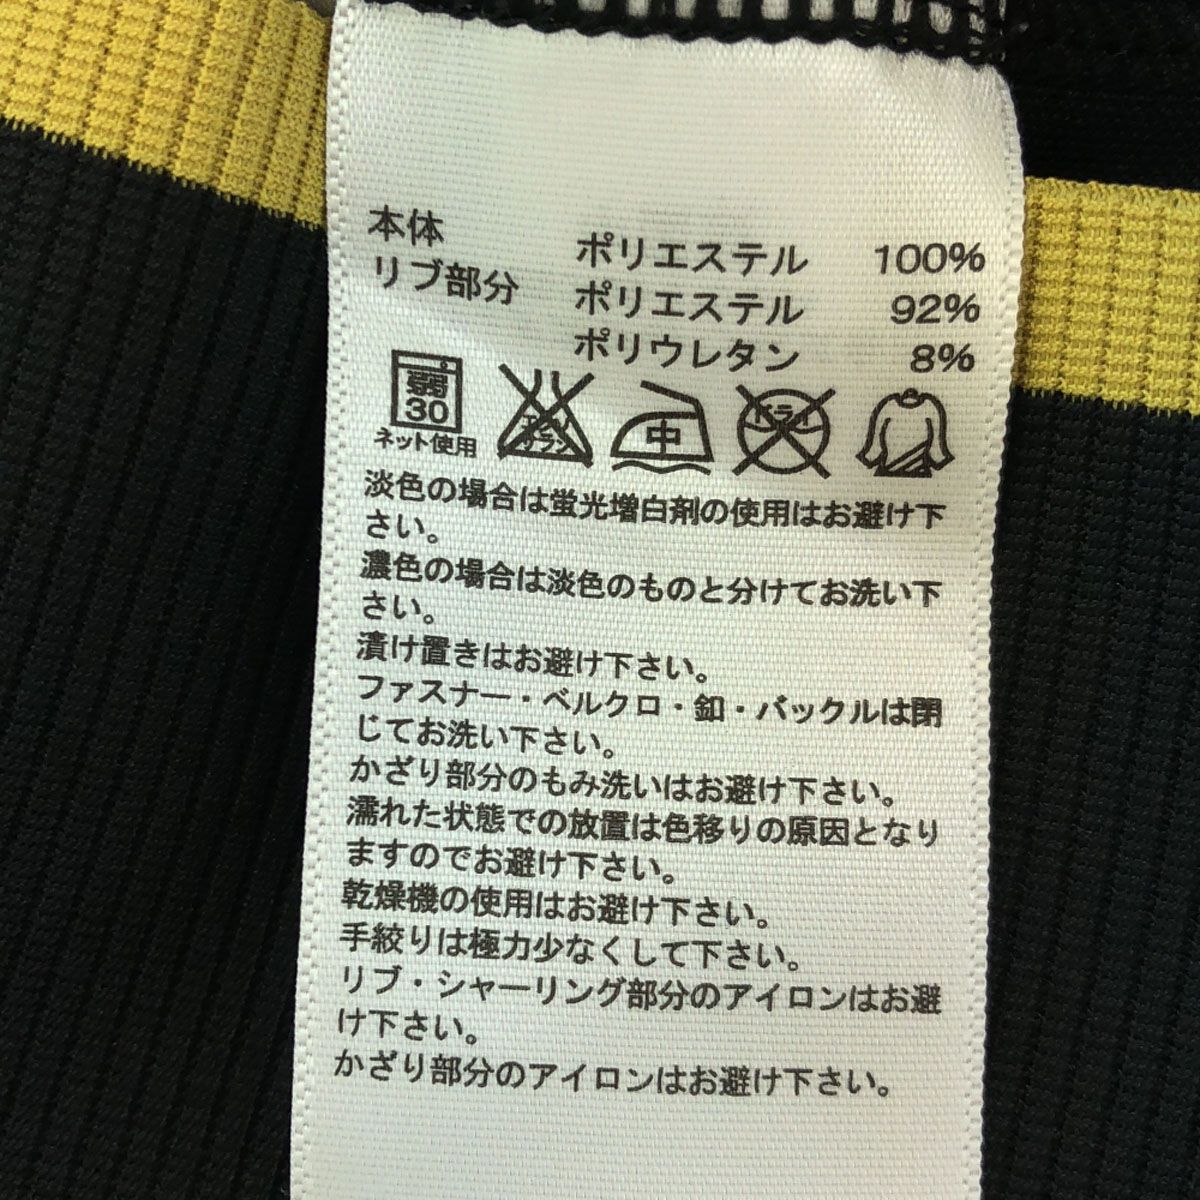 本体 ポリエステル 100%
リブ部分 ポリエステル 92%
ポリウレタン 8%
弱
30
ネット使用
エンソ
サラシ
中
ドライ
淡色の場合は蛍光増白剤の使用はお避け下
さい。
濃色の場合は淡色のものと分けてお洗い下
さい。
漬け置きはお避け下さい。
ファスナー・ベルクロ・釦・バックルは閉
じてお洗い下さい。
かざり部分のもみ洗いはお避け下さい。
濡れた状態での放置は色移りの原因となり
ますのでお避け下さい。
乾燥機の使用はお避け下さい。
手絞りは極力少なくして下さい。
リブ・シャーリング部分のアイロンはお避
け下さい。
かざり部分のアイロンはお避け下さい。